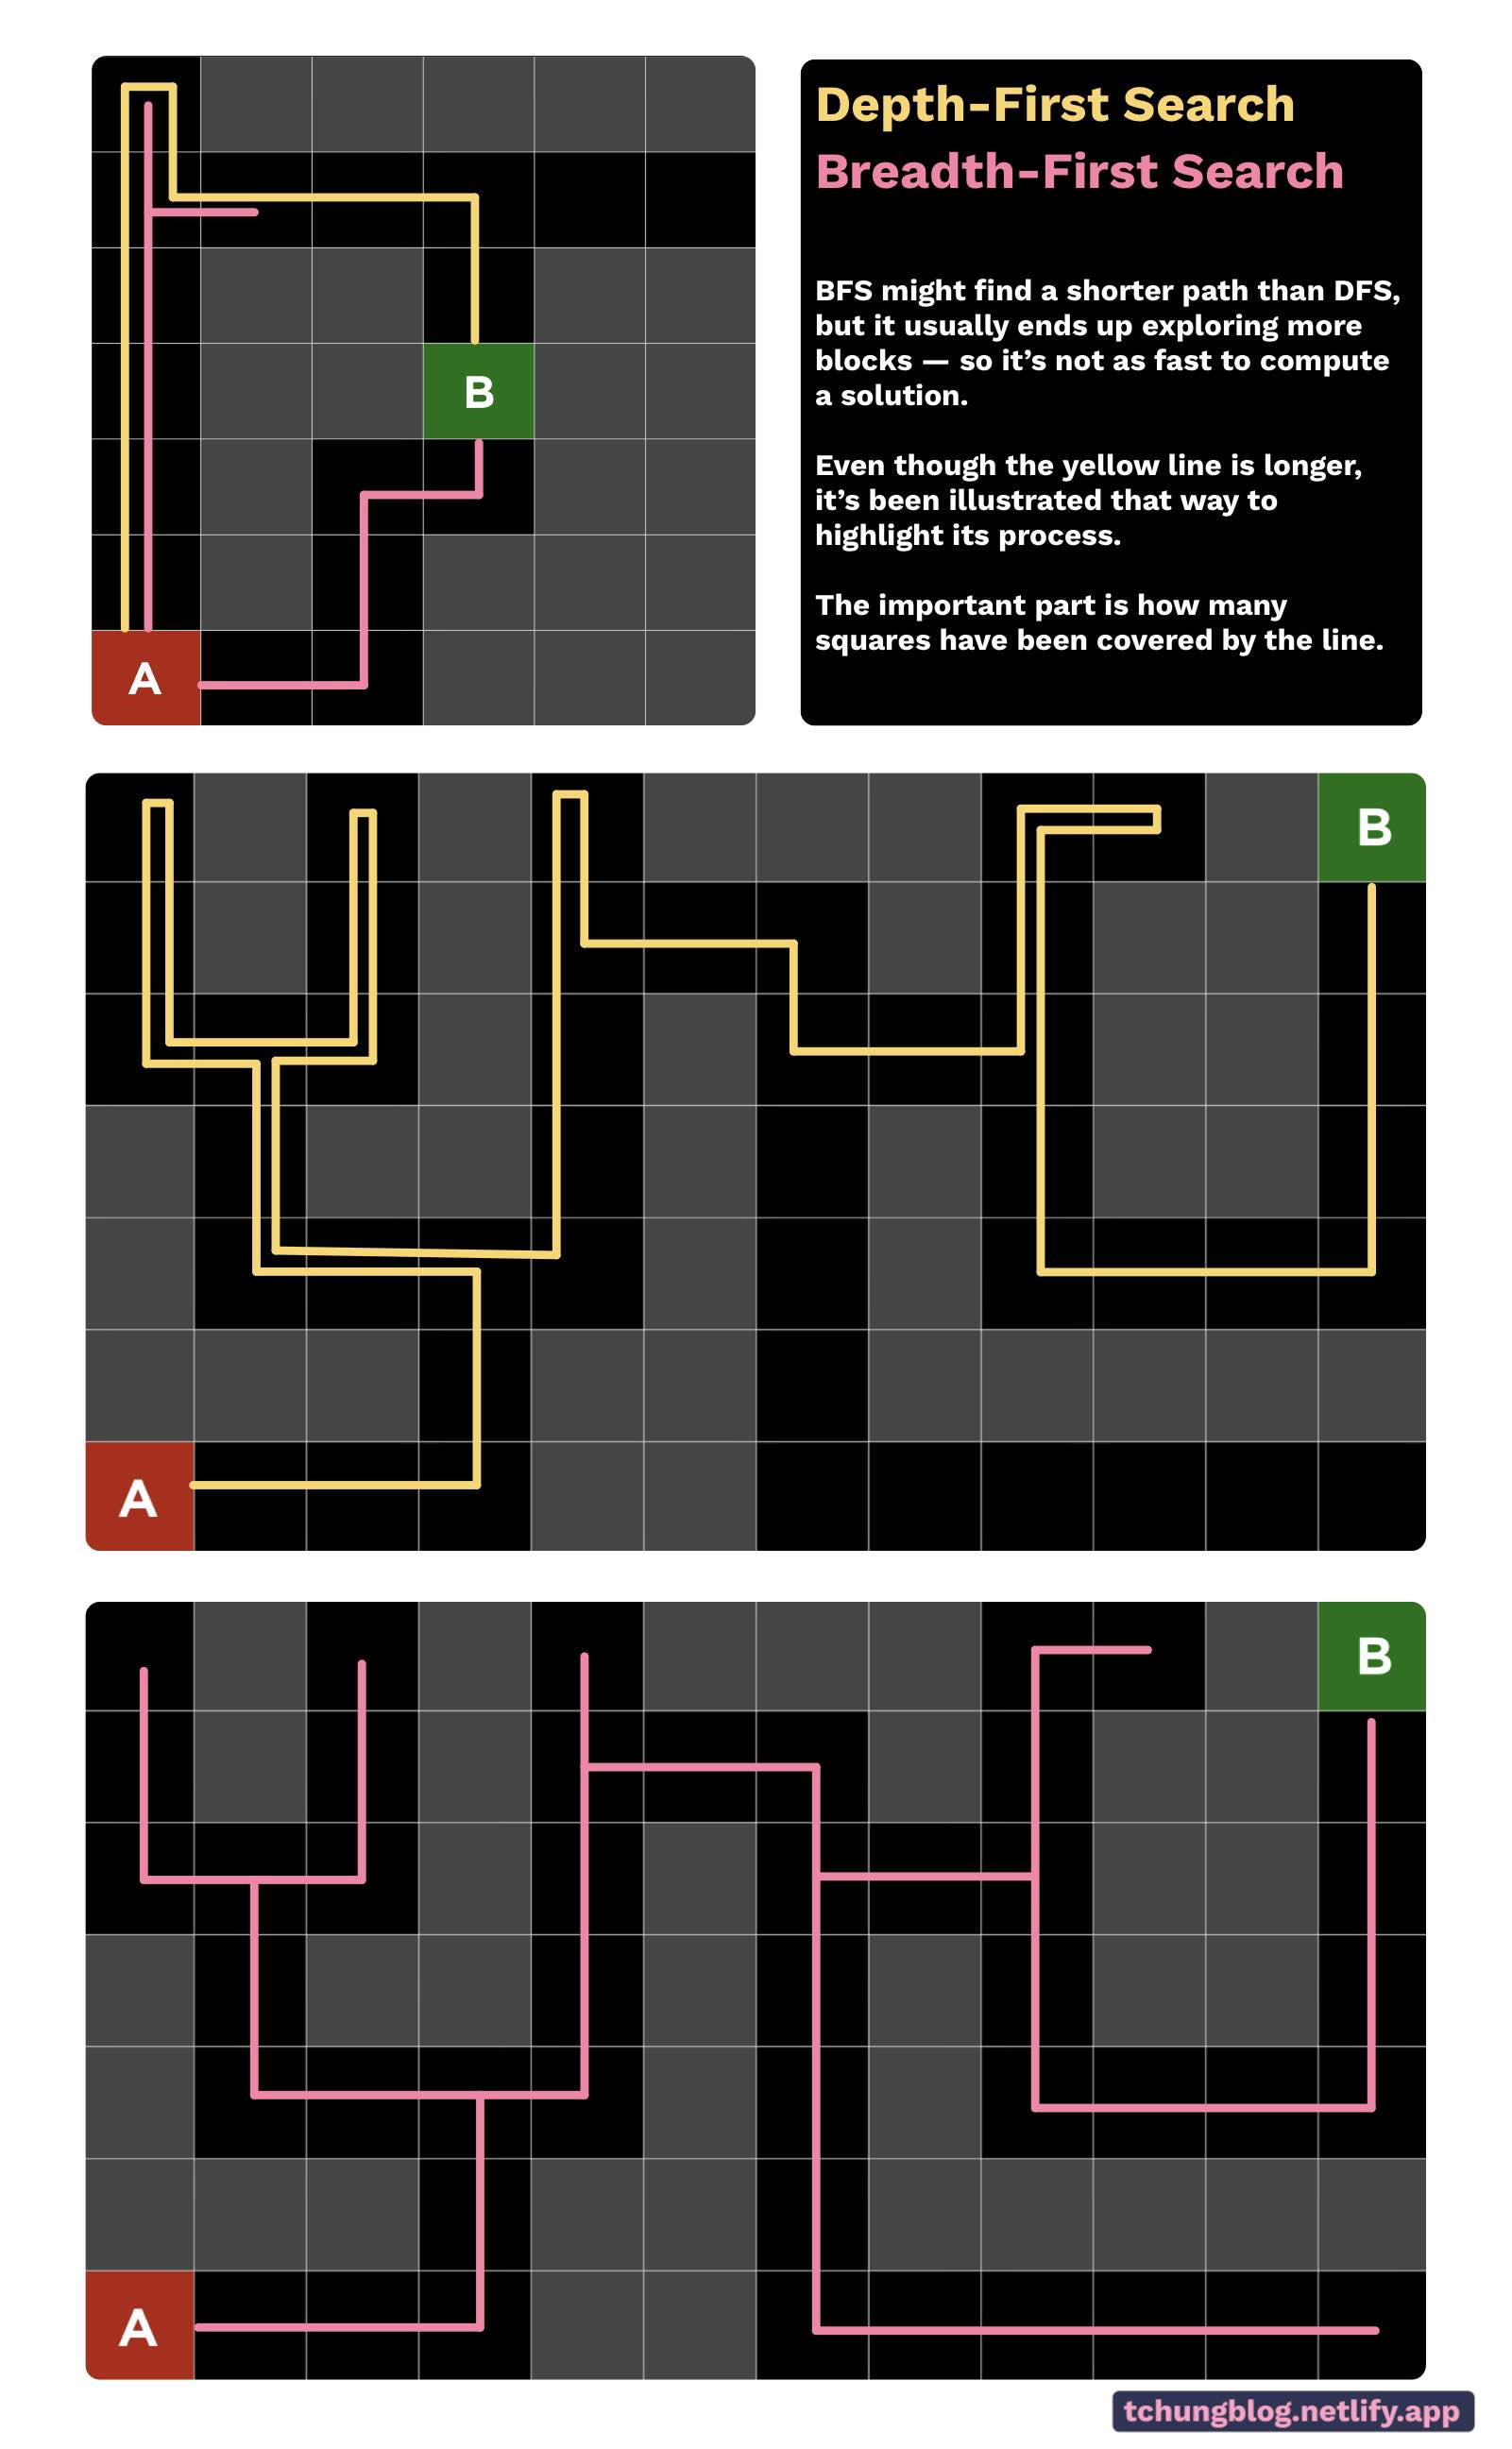 Depth-First Search
Breadth-First Search
BFS might find a shorter path than DFS,
but it usually ends up exploring more
blocks — so it’s not as fast to compute
a solution.
Even though the yellow line is longer,
it’s been illustrated that way to
highlight its process.
The important part is how many
squares have been covered by the line.
B
A
B
A
B
A
tchungblog.netlify.app